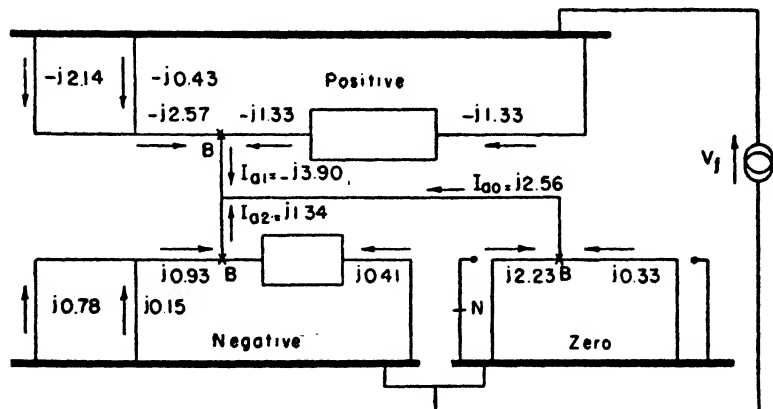 -j2.14
-j0.43
Positive
-j2.57
-j1.33
-j1.33
B
Ia1=-j3.90
Ia0=j2.56
Vf
Ia2=j1.34
j0.93
B
j0.41
j2.23
B
j0.33
j0.78
j0.15
N
Negative
Zero